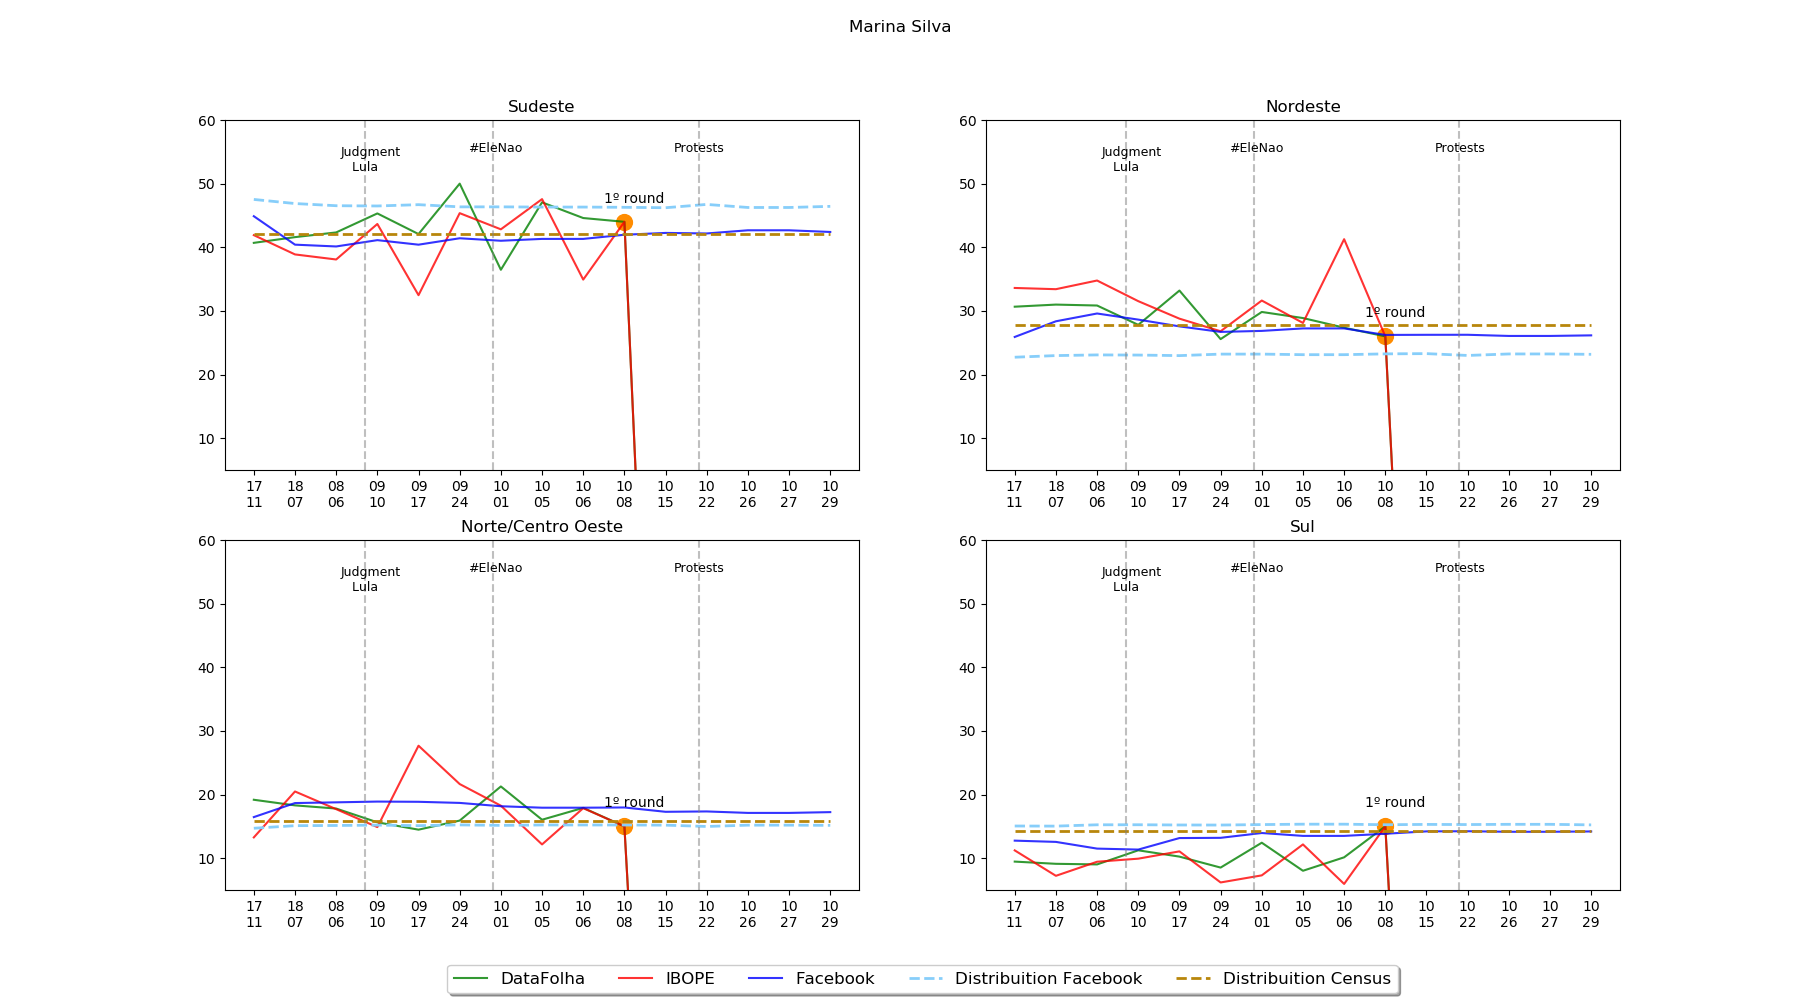 Marina Silva
Sudeste
60
50
40
30
20
10
Judgment
Lula
#EleNao
Protests
1º round
17 18 08 09 09 09 10 10 10 10 10 10 10 10 10
11 07 06 10 17 24 01 05 06 08 15 22 26 27 29
Nordeste
60
50
40
30
20
10
Judgment
Lula
#EleNao
Protests
1º round
17 18 08 09 09 09 10 10 10 10 10 10 10 10 10
11 07 06 10 17 24 01 05 06 08 15 22 26 27 29
Norte/Centro Oeste
60
50
40
30
20
10
Judgment
Lula
#EleNao
Protests
1º round
17 18 08 09 09 09 10 10 10 10 10 10 10 10 10
11 07 06 10 17 24 01 05 06 08 15 22 26 27 29
Sul
60
50
40
30
20
10
Judgment
Lula
#EleNao
Protests
1º round
17 18 08 09 09 09 10 10 10 10 10 10 10 10 10
11 07 06 10 17 24 01 05 06 08 15 22 26 27 29
DataFolha IBOPE Facebook Distribuition Facebook Distribuition Census